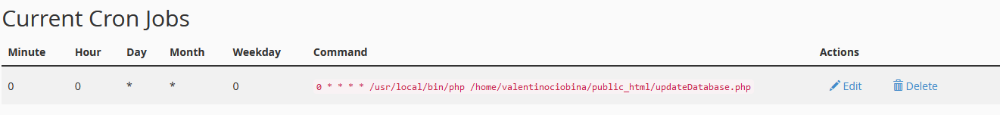 Current Cron Jobs
Minute Hour Day Month Weekday Command Actions
0 0 * * 0 0 * * * * /usr/local/bin/php /home/valentinociobina/public_html/updateDatabase.php Edit Delete